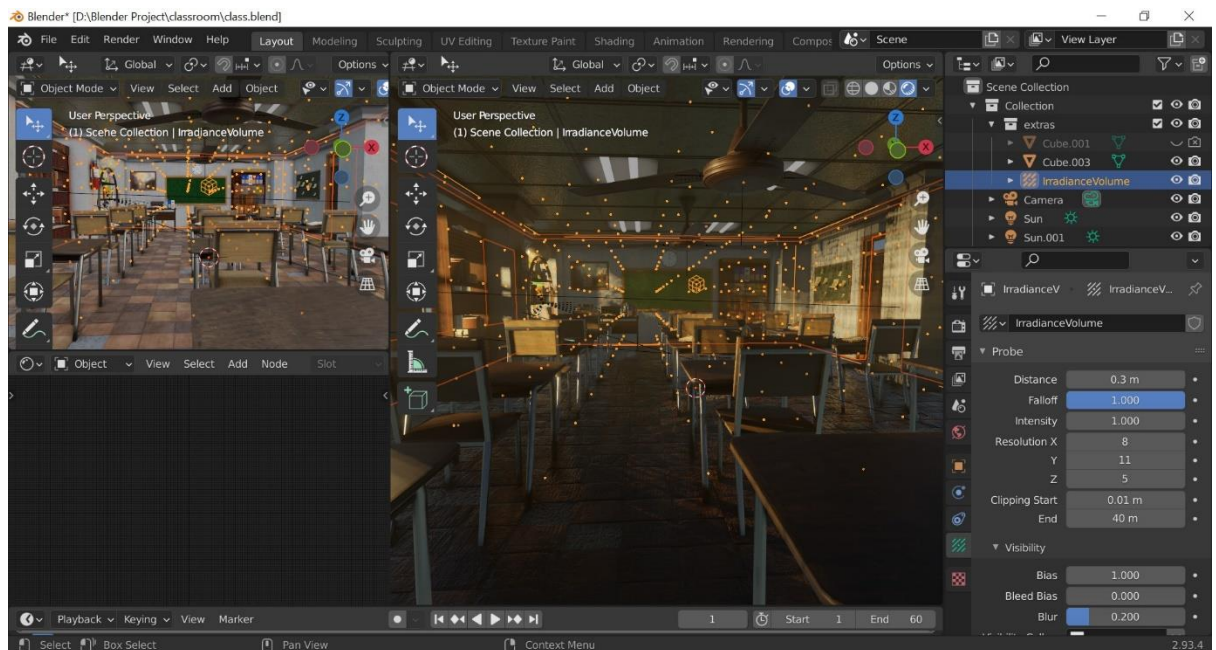 Blender* [D:\Blender Project\classroom\class.blend]
File Edit Render Window Help Layout Modeling Sculpting UV Editing Texture Paint Shading Animation Rendering Compos Scene View Layer
Global Options Global Options
Object Mode View Select Add Object Object Mode View Select Add Object
User Perspective
(1) Scene Collection | IrradianceVolume
Z
X
User Perspective
(1) Scene Collection | IrradianceVolume
Z
X
Object View Select Add Node Slot
Scene Collection
Collection
extras
Cube.001
Cube.003
IrradianceVolume
Camera
Sun
Sun.001
IrradianceV IrradianceV...
IrradianceVolume
Probe
Distance 0.3 m
Falloff 1.000
Intensity 1.000
Resolution X 8
Y 11
Z 5
Clipping Start 0.01 m
End 40 m
Visibility
Bias 1.000
Bleed Bias 0.000
Blur 0.200
Playback Keying View Marker 1 Start 1 End 60
Select Box Select Pan View Context Menu 2.93.4